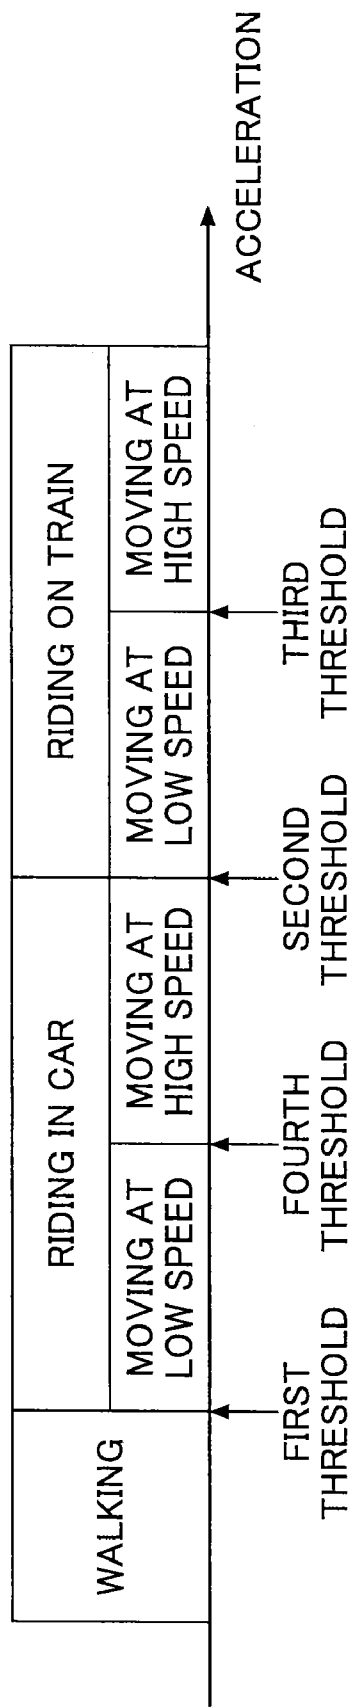 WALKING
RIDING IN CAR
RIDING ON TRAIN
MOVING AT
LOW SPEED
MOVING AT
HIGH SPEED
MOVING AT
LOW SPEED
MOVING AT
HIGH SPEED
ACCELERATION
FIRST
THRESHOLD
FOURTH
THRESHOLD
SECOND
THRESHOLD
THIRD
THRESHOLD